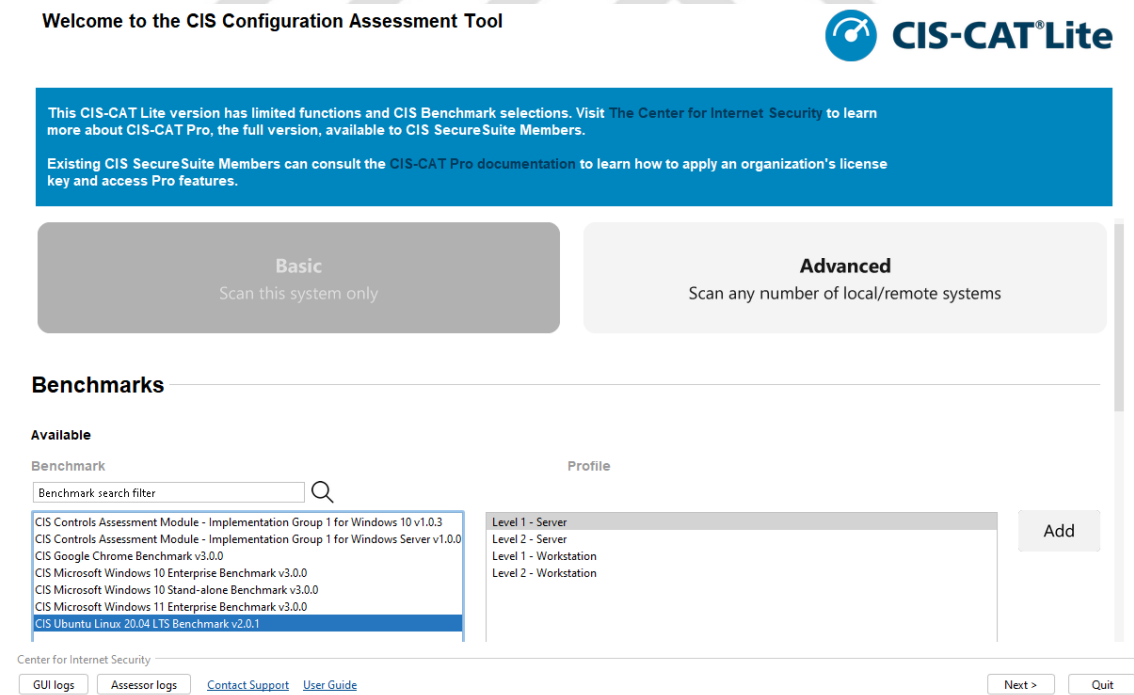 Welcome to the CIS Configuration Assessment Tool
CIS-CAT®Lite
This CIS-CAT Lite version has limited functions and CIS Benchmark selections. Visit The Center for Internet Security to learn
more about CIS-CAT Pro, the full version, available to CIS SecureSuite Members.
Existing CIS SecureSuite Members can consult the CIS-CAT Pro documentation to learn how to apply an organization's license
key and access Pro features.
Basic
Scan this system only
Advanced
Scan any number of local/remote systems
Benchmarks
Available
Benchmark
Profile
Benchmark search filter
CIS Controls Assessment Module - Implementation Group 1 for Windows 10 v1.0.3
CIS Controls Assessment Module - Implementation Group 1 for Windows Server v1.0.0
CIS Google Chrome Benchmark v3.0.0
CIS Microsoft Windows 10 Enterprise Benchmark v3.0.0
CIS Microsoft Windows 10 Stand-alone Benchmark v3.0.0
CIS Microsoft Windows 11 Enterprise Benchmark v3.0.0
CIS Ubuntu Linux 20.04 LTS Benchmark v2.0.1
Level 1 - Server
Level 2 - Server
Level 1 - Workstation
Level 2 - Workstation
Add
Center for Internet Security
GUI logs
Assessor logs
Contact Support
User Guide
Next >
Quit